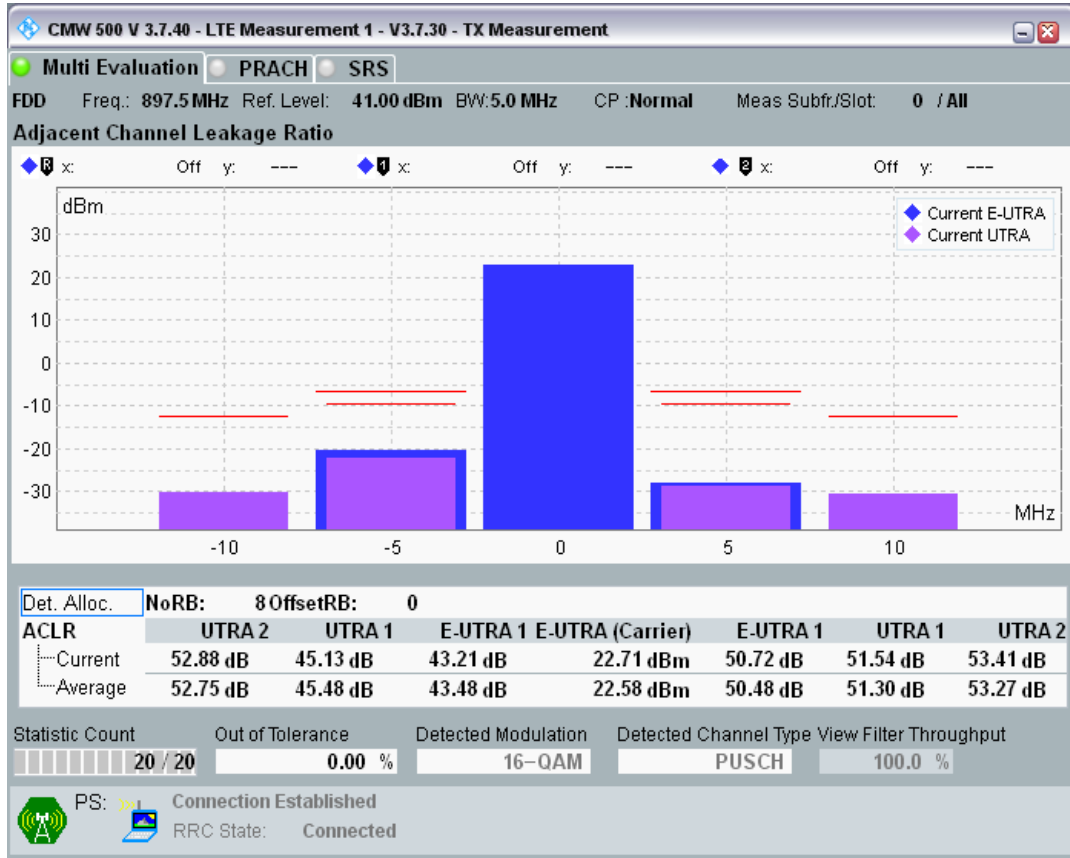 CMW 500 V 3.7.40 - LTE Measurement 1 - V3.7.30 - TX Measurement
Multi Evaluation PRACH SRS
FDD Freq.: 897.5 MHz Ref. Level: 41.00 dBm BW: 5.0 MHz CP : Normal Meas Subfr./Slot: 0 / All
Adjacent Channel Leakage Ratio
R x: Off y: --- 1 x: Off y: --- 2 x: Off y: ---
dBm
Current E-UTRA
Current UTRA
30
20
10
0
-10
-20
-30
MHz
-10 -5 0 5 10
Det. Alloc. NoRB: 8 OffsetRB: 0
ACLR UTRA 2 UTRA 1 E-UTRA 1 E-UTRA (Carrier) E-UTRA 1 UTRA 1 UTRA 2
Current 52.88 dB 45.13 dB 43.21 dB 22.71 dBm 50.72 dB 51.54 dB 53.41 dB
Average 52.75 dB 45.48 dB 43.48 dB 22.58 dBm 50.48 dB 51.30 dB 53.27 dB
Statistic Count Out of Tolerance Detected Modulation Detected Channel Type View Filter Throughput
20 / 20 0.00 % 16-QAM PUSCH 100.0 %
PS: Connection Established
RRC State: Connected